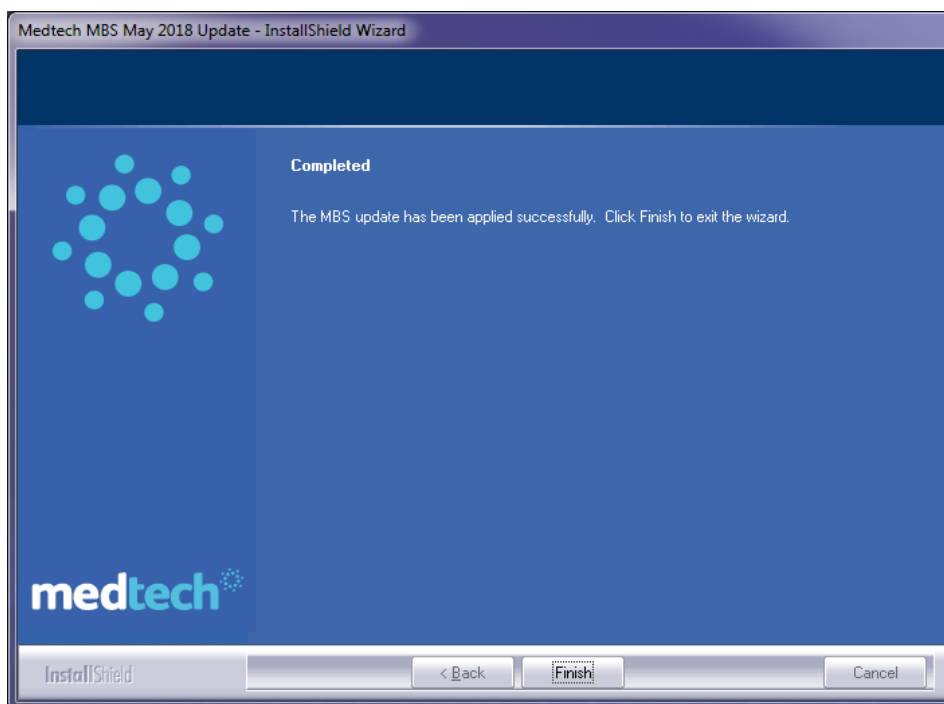 Medtech MBS May 2018 Update - InstallShield Wizard
Completed
The MBS update has been applied successfully.  Click Finish to exit the wizard.
medtech
InstallShield
< Back
Finish
Cancel